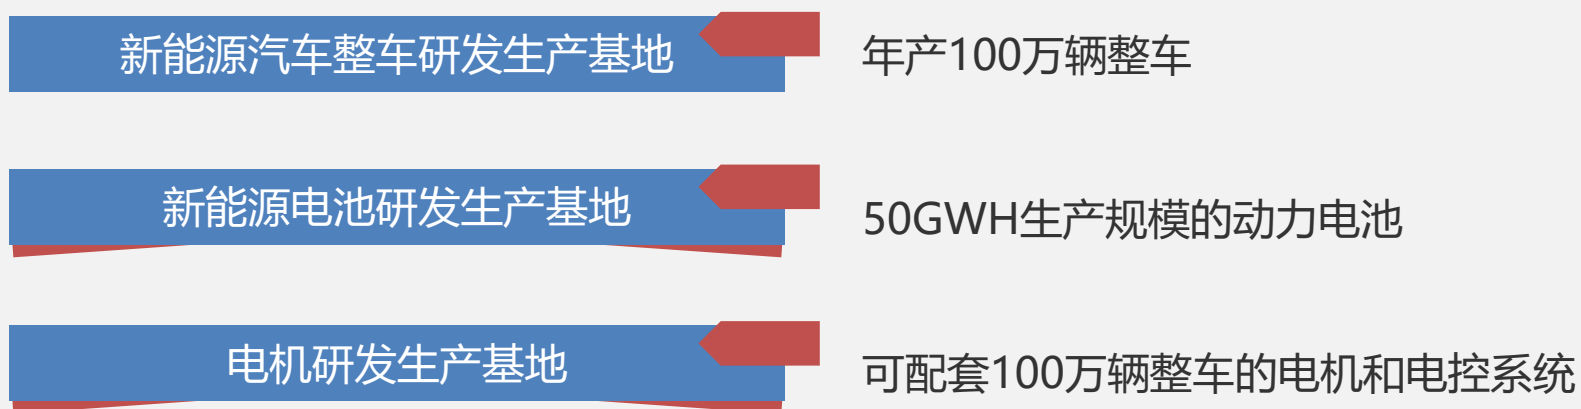 新能源汽车整车研发生产基地
年产100万辆整车
新能源电池研发生产基地
50GWH生产规模的动力电池
电机研发生产基地
可配套100万辆整车的电机和电控系统